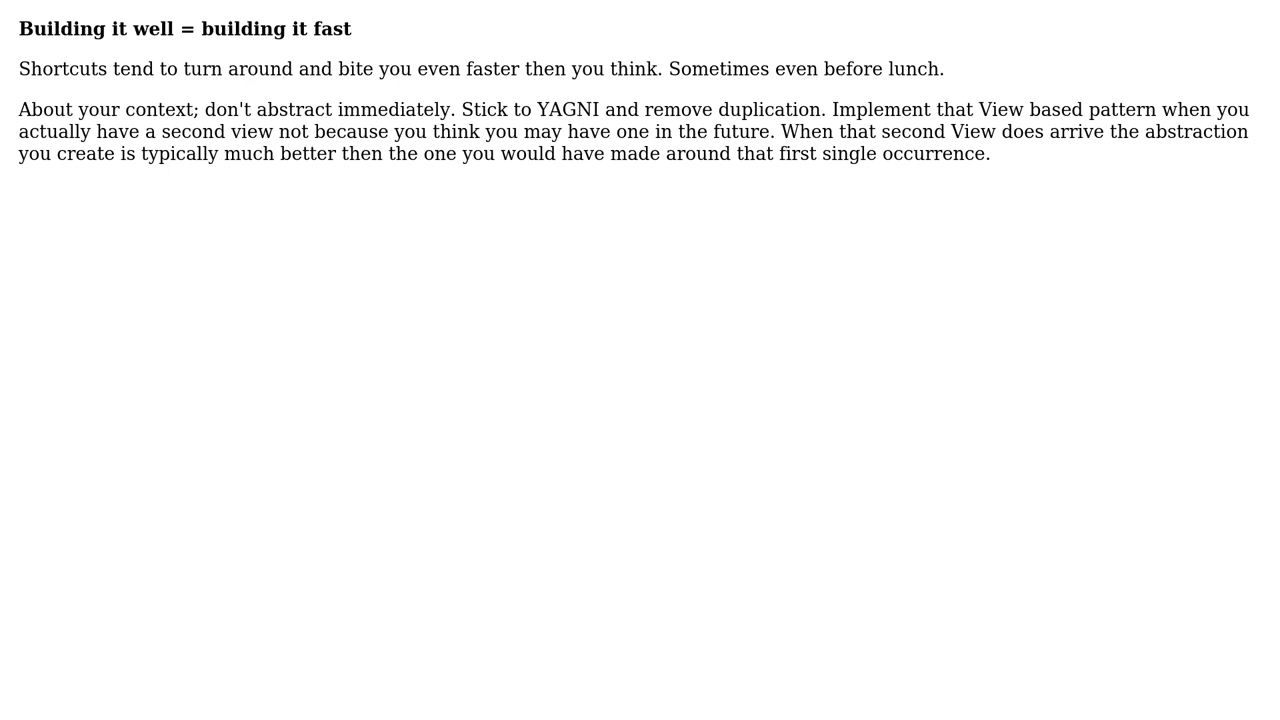 Building it well = building it fast
Shortcuts tend to turn around and bite you even faster then you think. Sometimes even before lunch.
About your context; don't abstract immediately. Stick to YAGNI and remove duplication. Implement that View based pattern when you
actually have a second view not because you think you may have one in the future. When that second View does arrive the abstraction
you create is typically much better then the one you would have made around that first single occurrence.